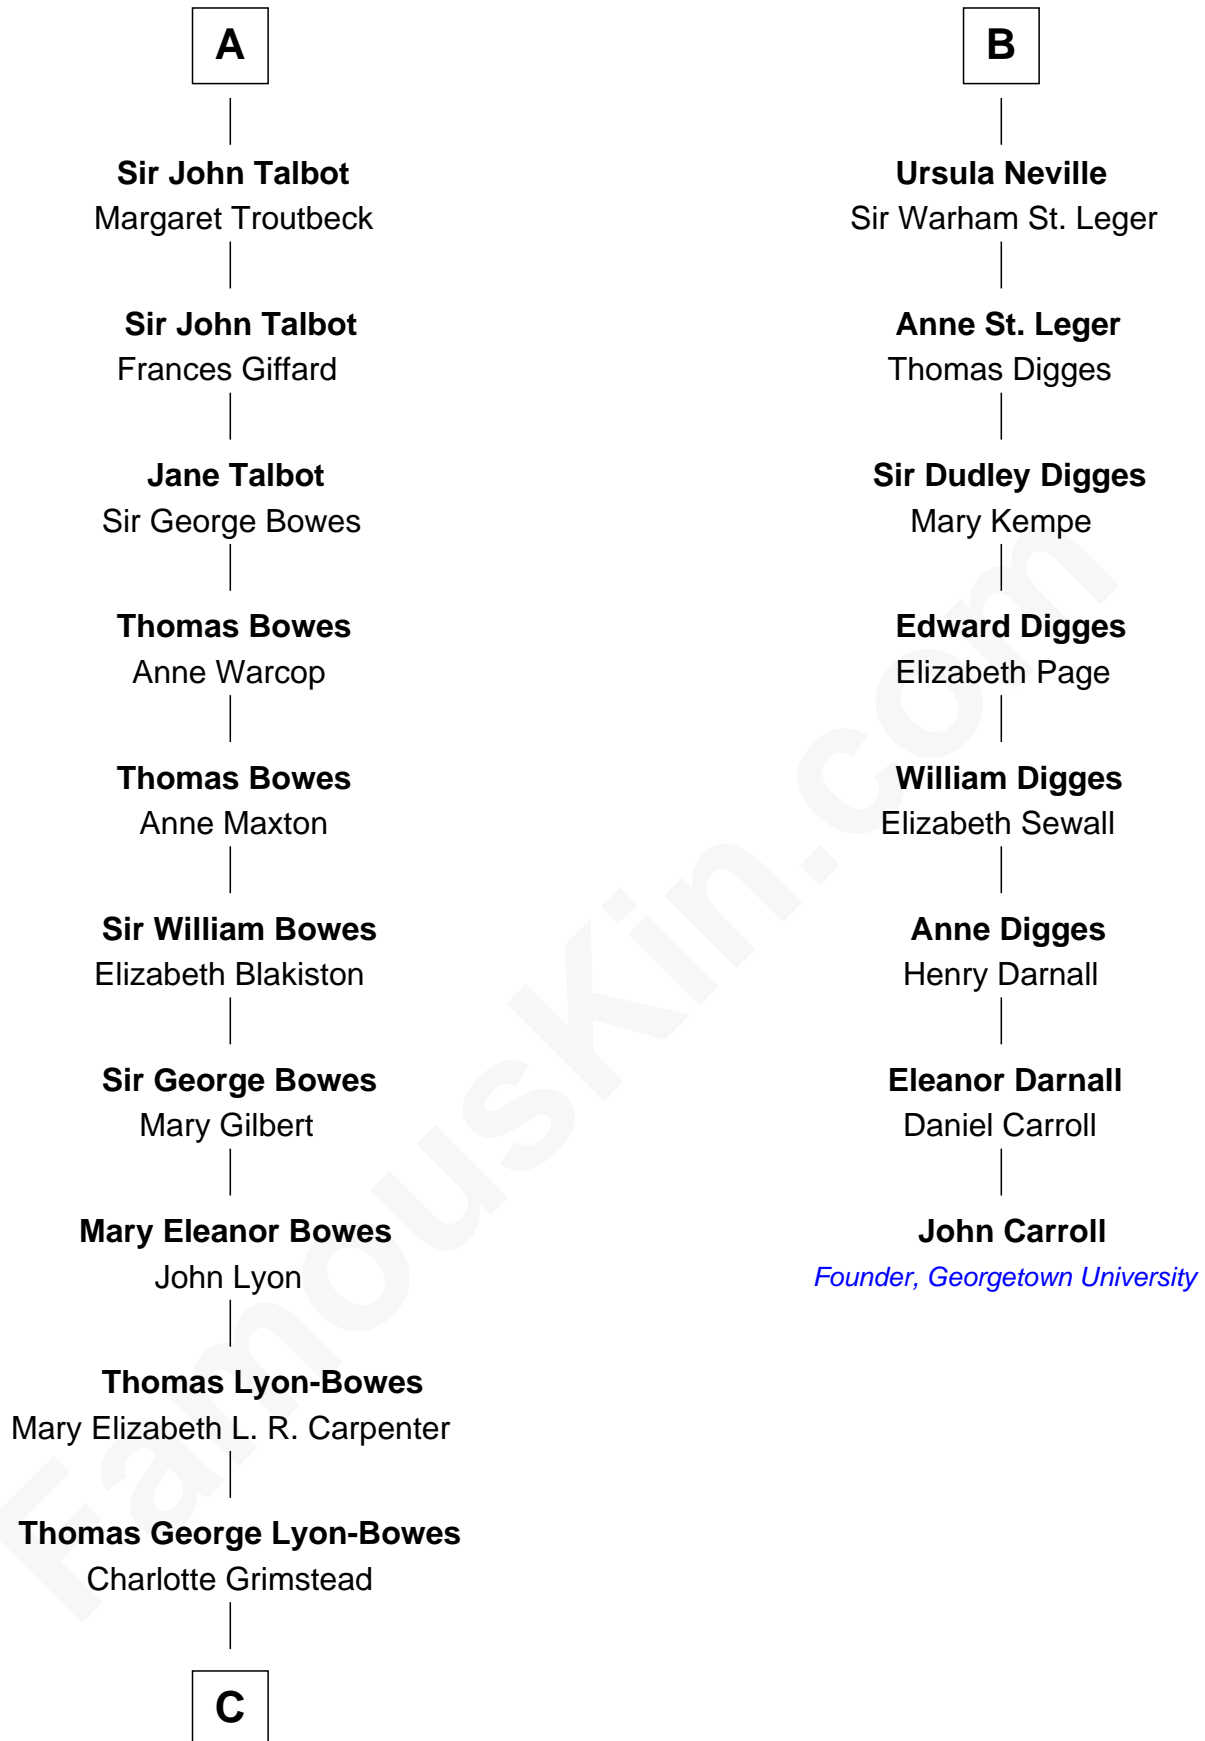 A
Sir John Talbot
Margaret Troutbeck
Sir John Talbot
Frances Giffard
Jane Talbot
Sir George Bowes
Thomas Bowes
Anne Warcop
Thomas Bowes
Anne Maxton
Sir William Bowes
Elizabeth Blakiston
Sir George Bowes
Mary Gilbert
Mary Eleanor Bowes
John Lyon
Thomas Lyon-Bowes
Mary Elizabeth L. R. Carpenter
Thomas George Lyon-Bowes
Charlotte Grimstead
C
B
Ursula Neville
Sir Warham St. Leger
Anne St. Leger
Thomas Digges
Sir Dudley Digges
Mary Kempe
Edward Digges
Elizabeth Page
William Digges
Elizabeth Sewall
Anne Digges
Henry Darnall
Eleanor Darnall
Daniel Carroll
John Carroll
Founder, Georgetown University
FamousKin.com